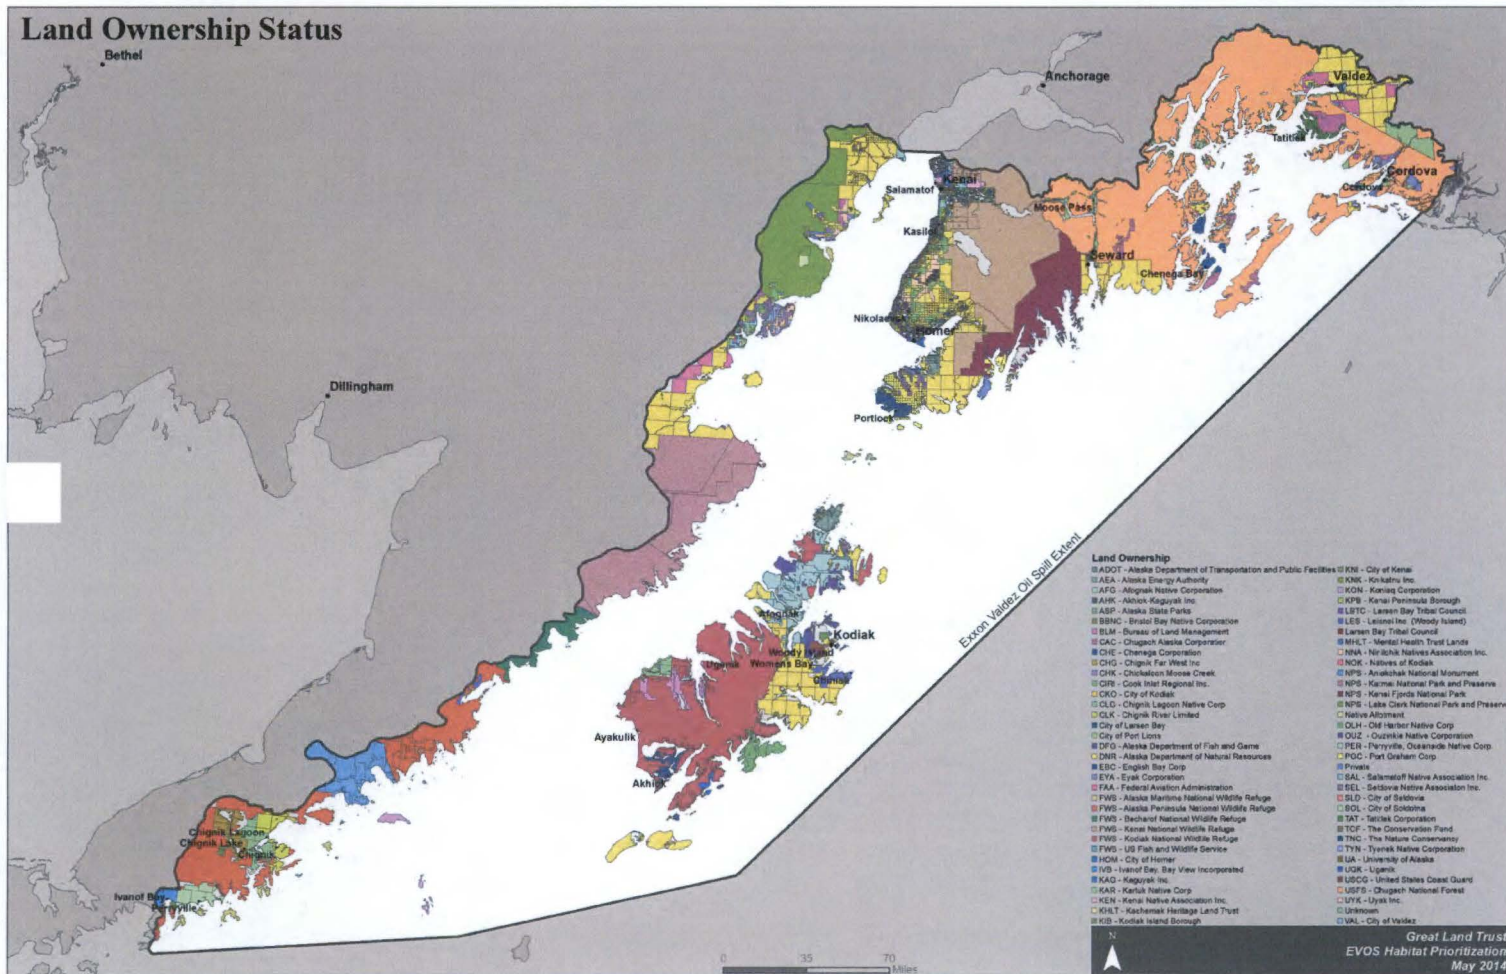 Land Ownership Status
Bethel
Anchorage
Valdez
Tatitlek
Cordova
Cordova
Kenai
Salamatof
Moose Pass
Kasilof
Seward
Chenega Bay
Nikolaevsk
Homer
Dillingham
Portlock
Exxon Valdez Oil Spill Extent
Afognak
Kodiak
Woody Island
Womens Bay
Uganik
Chiniak
Ayakulik
Akhiok
Chignik Lagoon
Chignik Lake
Chignik
Ivanof Bay
Perryville
Land Ownership
ADOT - Alaska Department of Transportation and Public Facilities
AEA - Alaska Energy Authority
AFG - Afognak Native Corporation
AHK - Akhiok-Kaguyak Inc.
ASP - Alaska State Parks
BBNC - Bristol Bay Native Corporation
BLM - Bureau of Land Management
CAC - Chugach Alaska Corporation
CHE - Chenega Corporation
CHG - Chignik Far West Inc
CHK - Chickaloon Moose Creek
CIRI - Cook Inlet Regional Inc.
CKO - City of Kodiak
CLG - Chignik Lagoon Native Corp
CLK - Chignik River Limited
City of Larsen Bay
City of Port Lions
DFG - Alaska Department of Fish and Game
DNR - Alaska Department of Natural Resources
EBC - English Bay Corp
EYA - Eyak Corporation
FAA - Federal Aviation Administration
FWS - Alaska Maritime National Wildlife Refuge
FWS - Alaska Peninsula National Wildlife Refuge
FWS - Becharof National Wildlife Refuge
FWS - Kenai National Wildlife Refuge
FWS - Kodiak National Wildlife Refuge
FWS - US Fish and Wildlife Service
HOM - City of Homer
IVB - Ivanof Bay, Bay View Incorporated
KAG - Kaguyak Inc.
KAR - Karluk Native Corp
KEN - Kenai Native Association Inc.
KHLT - Kachemak Heritage Land Trust
KIB - Kodiak Island Borough
KNI - City of Kenai
KNK - Knikatnu Inc.
KON - Koniag Corporation
KPB - Kenai Peninsula Borough
LBTC - Larsen Bay Tribal Council
LES - Leisnoi Inc. (Woody Island)
Larsen Bay Tribal Council
MHLT - Mental Health Trust Lands
NNA - Ninilchik Natives Association Inc.
NOK - Natives of Kodiak
NPS - Aniakchak National Monument
NPS - Katmai National Park and Preserve
NPS - Kenai Fjords National Park
NPS - Lake Clark National Park and Preserve
Native Allotment
OLH - Old Harbor Native Corp
OUZ - Ouzinkie Native Corporation
PER - Perryville, Oceanside Native Corp.
PGC - Port Graham Corp
Private
SAL - Salamatoff Native Association Inc.
SEL - Seldovia Native Association Inc.
SLD - City of Seldovia
SOL - City of Soldotna
TAT - Tatitlek Corporation
TCF - The Conservation Fund
TNC - The Nature Conservancy
TYN - Tyonek Native Corporation
UA - University of Alaska
UGK - Uganik
USCG - United States Coast Guard
USFS - Chugach National Forest
UYK - Uyak Inc.
Unknown
VAL - City of Valdez
0 35 70
Miles
N
Great Land Trust
EVOS Habitat Prioritization
May 2014